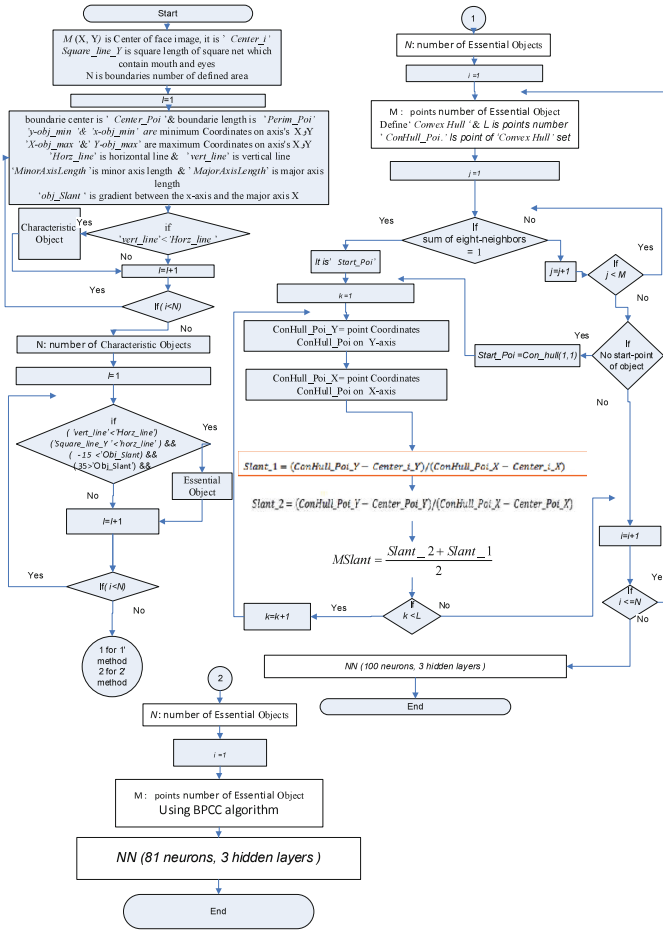 Start
M (X, Y) is Center of face image, it is ' Center_i'
Square_line_Y is square length of square net which
contain mouth and eyes
N is boundaries number of defined area
I=1
boundarie center is ' Center_Poi' & boundarie length is 'Perim_Poi'
'y-obj_min '& 'x-obj_min' are minimum Coordinates on axis's X,Y
'X-obj_max '&' Y-obj_max' are maximum Coordinates on axis's X,Y
'Horz_line' is horizontal line & 'vert_line' is vertical line
'MinorAxisLength' is minor axis length & 'MajorAxisLength' is major axis
length
'obj_Slant ' is gradient between the x-axis and the major axis X
Characteristic
Object
Yes
if
'vert_line'<'Horz_line '
No
I=I+1
Yes
If( i<N)
No
N: number of Characteristic Objects
I=1
if
( 'vert_line'<'Horz_line')
('Square_line_Y '<'horz_line' ) &&
( - 15 <'Obj_Slant) &&
( 35>'Obj_Slant') &&
Yes
Essential
Object
No
I=I+1
Yes
If( i<N)
No
1 for 1'
method
2 for 2'
method
1
N: number of Essential Objects
i =1
M : points number of Essential Object
Define' Convex Hull ' & L is points number
' ConHull_Poi.' Is point of 'Convex Hull' set
j =1
Yes
If
sum of eight-neighbors
= 1
No
It is' Start_Poi'
j=j+1
If
j < M
k =1
No
ConHull_Poi_Y= point Coordinates
ConHull_Poi on Y-axis
Yes
Start_Poi =Con_hull(1,1)
If
No start-point
of object
ConHull_Poi_X= point Coordinates
ConHull_Poi on X-axis
No
Slant_1 = (ConHull_Poi_Y − Center_i_Y)/(ConHull_Poi_X − Center_i_X)
Slant_2 = (ConHull_Poi_Y − Center_Poi_Y)/(ConHull_Poi_X − Center_Poi_X)
i=i+1
MSlant = Slant_2 + Slant_1
2
k=k+1
Yes
If
k <L
No
If
i <=N
Ye
No
NN (100 neurons, 3 hidden layers )
End
2
N: number of Essential Objects
i =1
M : points number of Essential Object
Using BPCC algorithm
NN (81 neurons, 3 hidden layers )
End